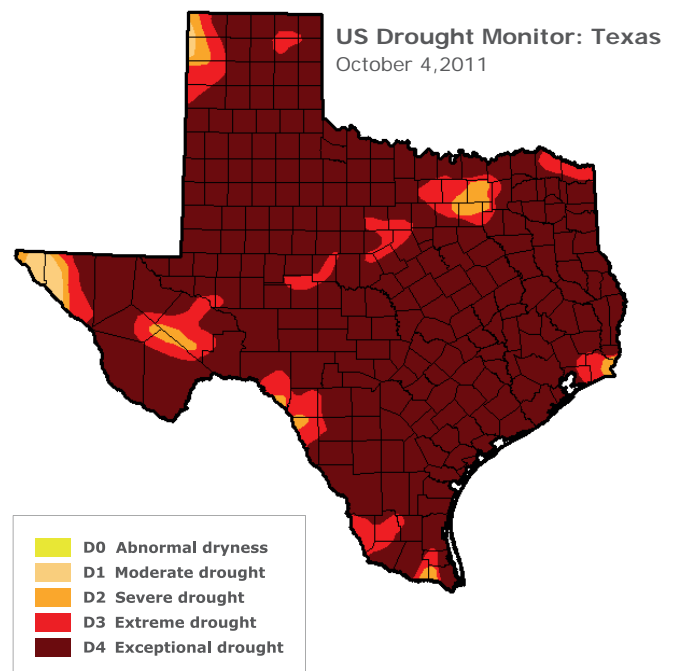 US Drought Monitor: Texas
October 4,2011
D0 Abnormal dryness
D1 Moderate drought
D2 Severe drought
D3 Extreme drought
D4 Exceptional drought